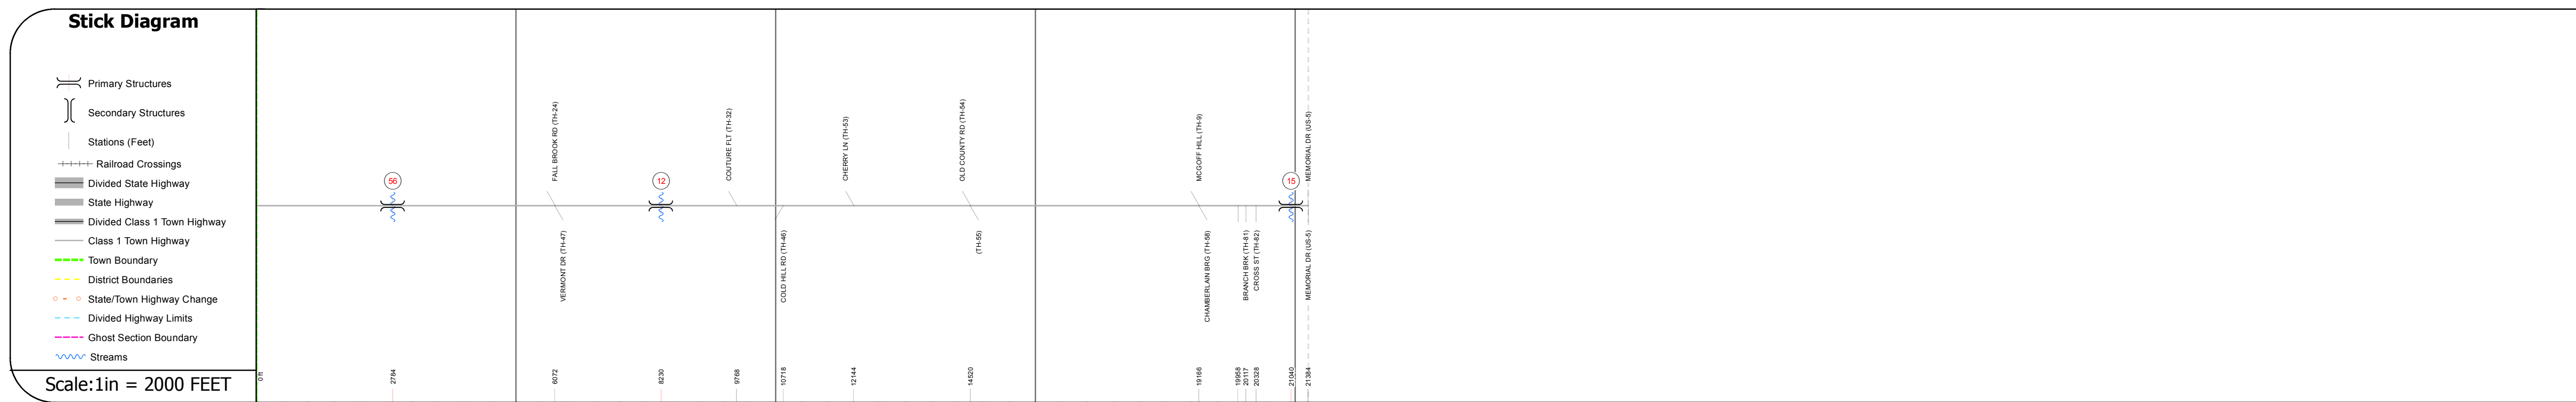 Stick Diagram
Primary Structures
Secondary Structures
Stations (Feet)
Railroad Crossings
Divided State Highway
State Highway
Divided Class 1 Town Highway
Class 1 Town Highway
Town Boundary
District Boundaries
State/Town Highway Change
Divided Highway Limits
Ghost Section Boundary
Streams
Scale:1in = 2000 FEET
FALL BROOK RD (TH-24)
COUTURE FLT (TH-32)
CHERRY LN (TH-53)
OLD COUNTY RD (TH-54)
MCGOFF HILL (TH-9)
MEMORIAL DR (US-5)
56
12
15
VERMONT DR (TH-47)
COLD HILL RD (TH-46)
(TH-55)
CHAMBERLAIN BRG (TH-58)
BRANCH BRK (TH-81)
CROSS ST (TH-82)
MEMORIAL DR (US-5)
0 ft
2784
6072
8230
9768
10718
12144
14520
19166
19958
20117
20328
21040
21384